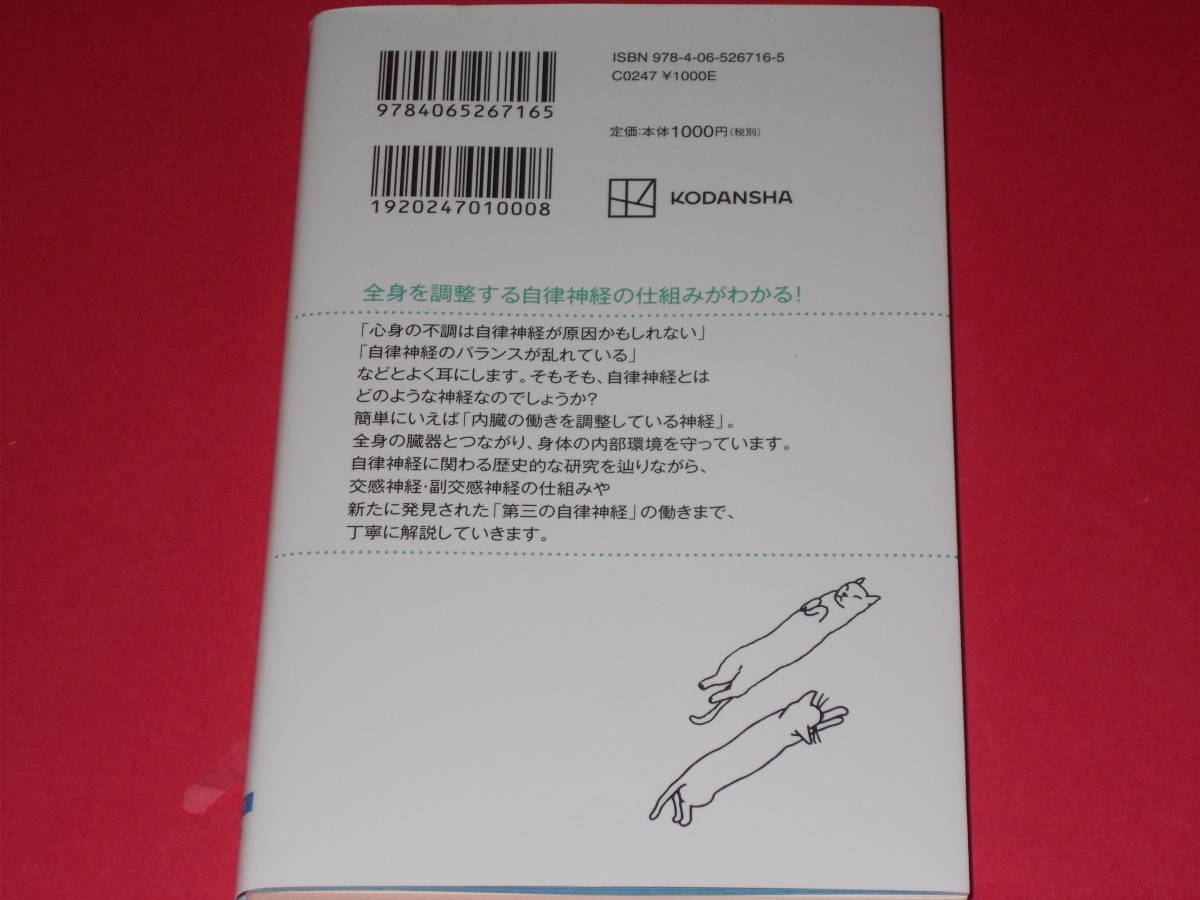 ISBN 978-4-06-526716-5
C0247 ¥1000E
9784065267165
定価:本体1000円(税別)
1920247010008
KODANSHA
全身を調整する自律神経の仕組みがわかる!
「心身の不調は自律神経が原因かもしれない」
「自律神経のバランスが乱れている」
などとよく耳にします。そもそも、自律神経とは
どのような神経なのでしょうか?
簡単にいえば「内臓の働きを調整している神経」。
全身の臓器とつながり、身体の内部環境を守っています。
自律神経に関わる歴史的な研究を辿りながら、
交感神経・副交感神経の仕組みや
新たに発見された「第三の自律神経」の働きまで、
丁寧に解説していきます。